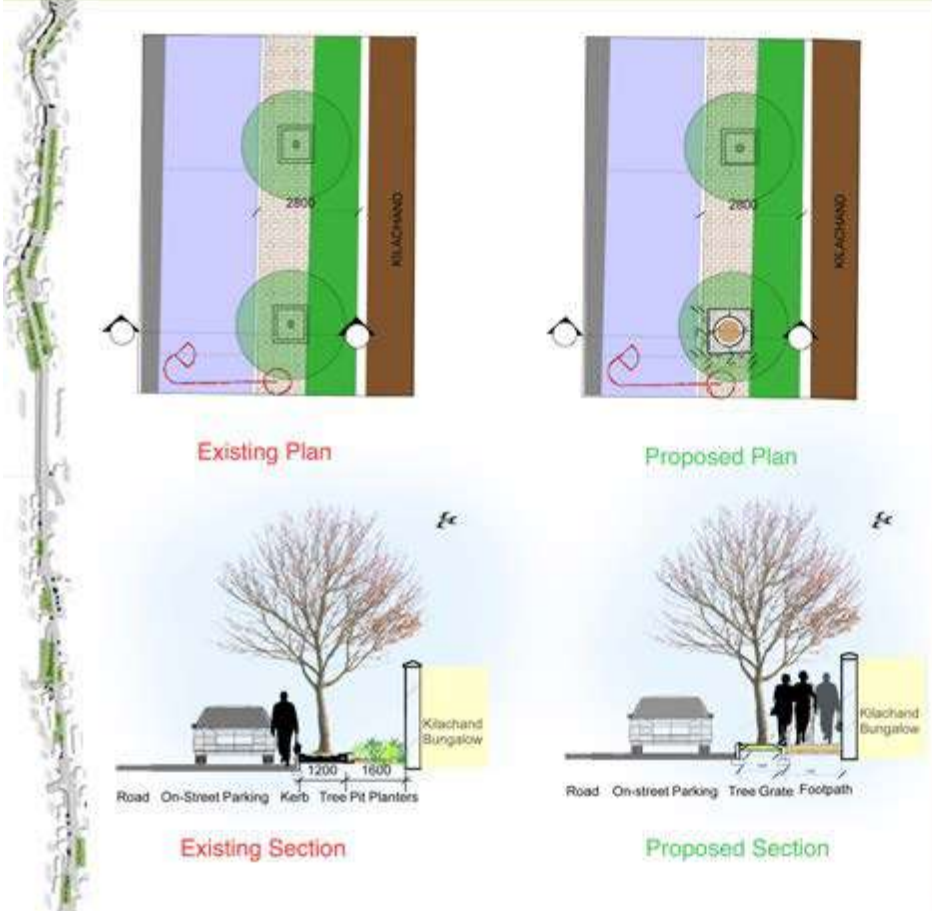 2800
KILACHAND
2800
KILACHAND
Existing Plan
Proposed Plan
Kilachand
Bungalow
1200 1600
Road On-Street Parking Kerb Tree Pit Planters
Kilachand
Bungalow
Road On-street Parking Tree Grate Footpath
Existing Section
Proposed Section